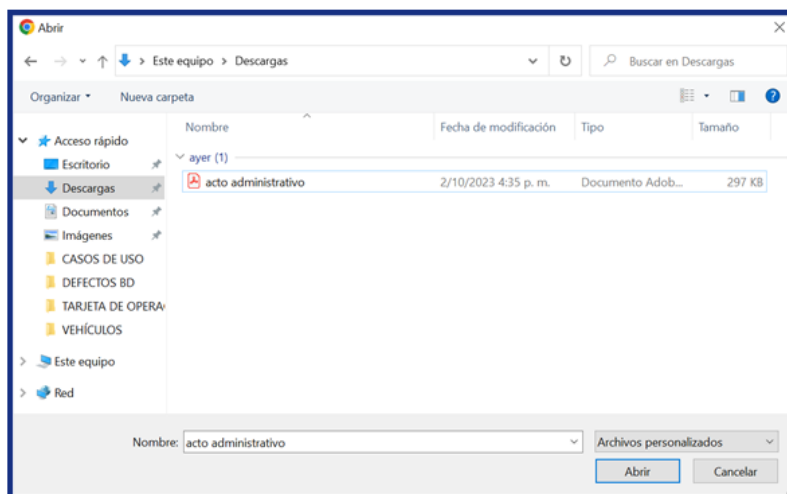 Abrir
Este equipo > Descargas
Buscar en Descargas
Organizar
Nueva carpeta
Nombre
Fecha de modificación
Tipo
Tamaño
Acceso rápido
Escritorio
Descargas
Documentos
Imágenes
CASOS DE USO
DEFECTOS BD
TARJETA DE OPERA
VEHÍCULOS
Este equipo
Red
ayer (1)
acto administrativo
2/10/2023 4:35 p. m.
Documento Adob...
297 KB
Nombre: acto administrativo
Archivos personalizados
Abrir
Cancelar